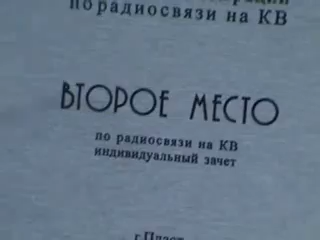 по радиосвязи на КВ
ВТОРОЕ МЕСТО
по радиосвязи на КВ
индивидуальный зачет